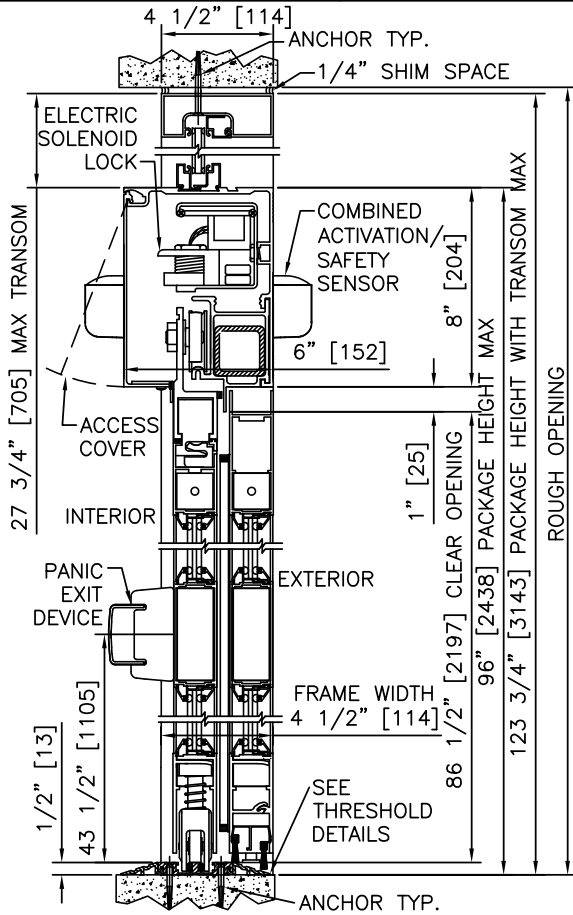 4 1/2” [114]
ANCHOR TYP.
1/4” SHIM SPACE
ELECTRIC
SOLENOID
LOCK
COMBINED
ACTIVATION/
SAFETY
SENSOR
27 3/4” [705] MAX TRANSOM
8” [204]
6” [152]
ACCESS
COVER
1” [25]
INTERIOR
EXTERIOR
PANIC
EXIT
DEVICE
FRAME WIDTH
4 1/2” [114]
1/2” [13]
43 1/2” [1105]
86 1/2” [2197] CLEAR OPENING
96” [2438] PACKAGE HEIGHT MAX
123 3/4” [3143] PACKAGE HEIGHT WITH TRANSOM MAX
ROUGH OPENING
SEE
THRESHOLD
DETAILS
ANCHOR TYP.